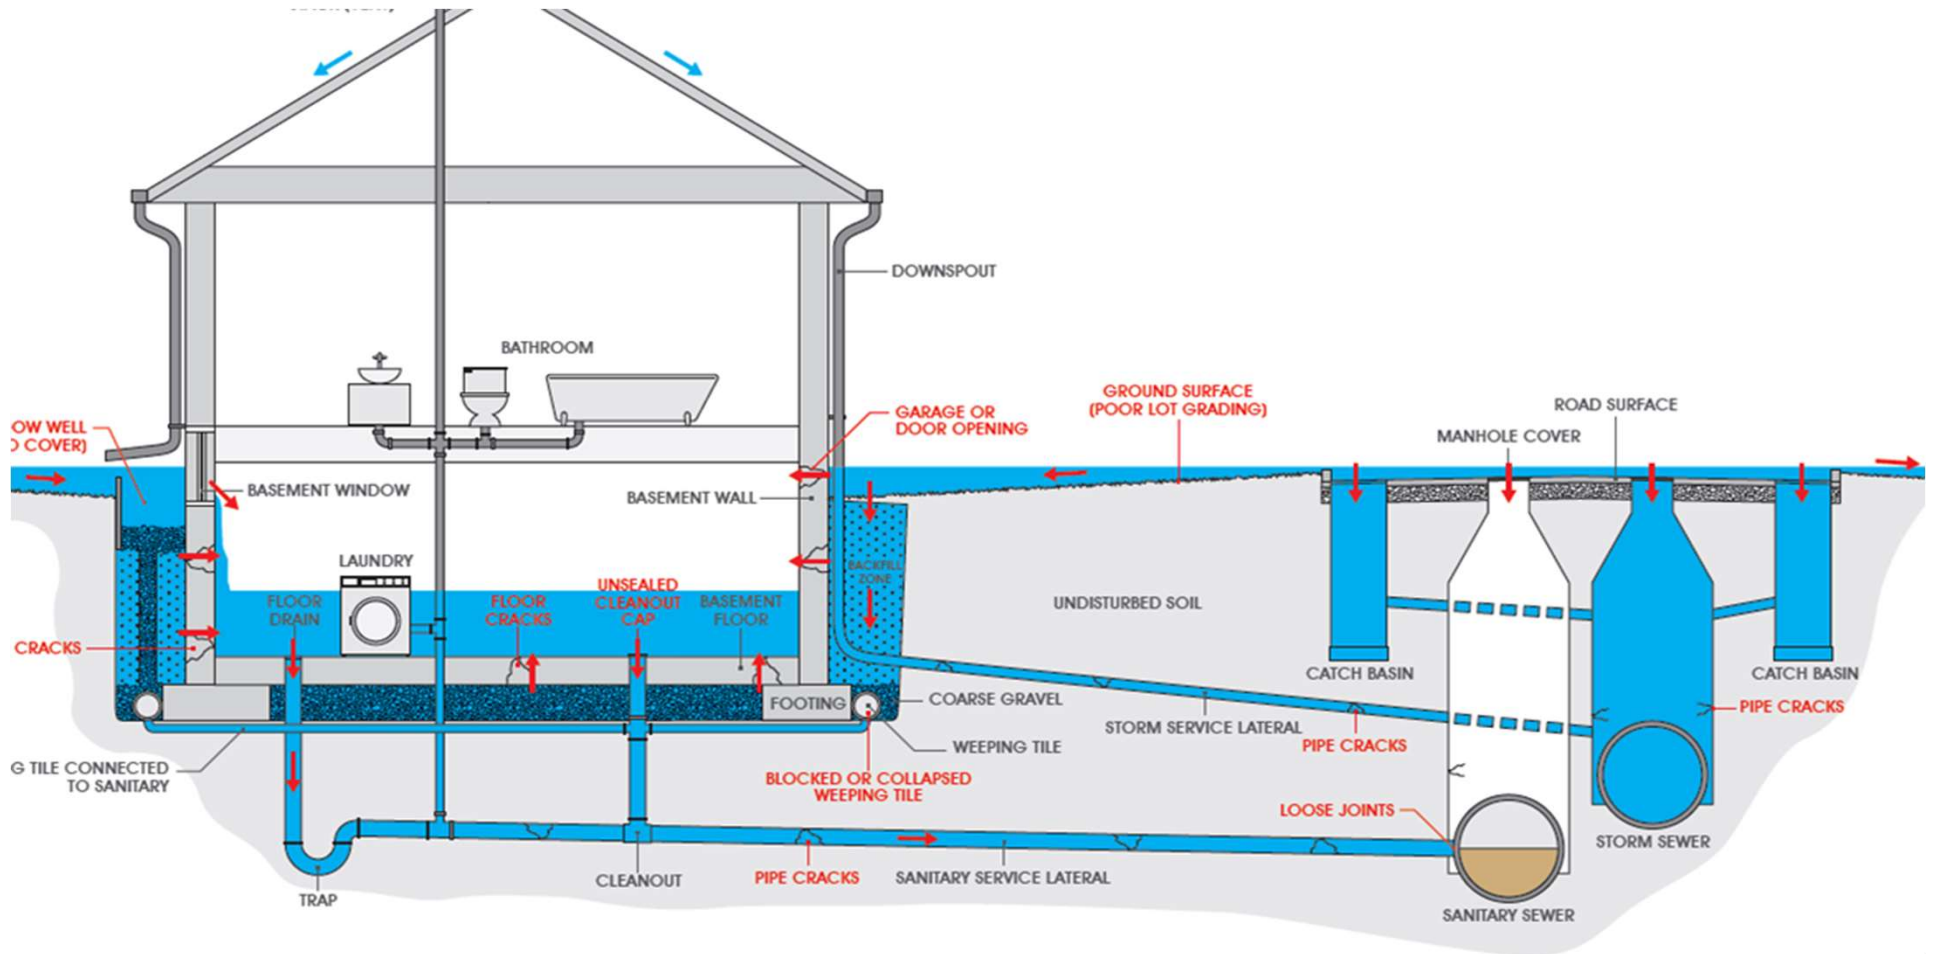 DOWNSPOUT
BATHROOM
GROUND SURFACE
(POOR LOT GRADING)
ROAD SURFACE
GARAGE OR
DOOR OPENING
MANHOLE COVER
OW WELL
COVER)
BASEMENT WINDOW
BASEMENT WALL
LAUNDRY
BACKFILL
ZONE
FLOOR
DRAIN
FLOOR
CRACKS
UNSEALED
CLEANOUT
CAP
BASEMENT
FLOOR
UNDISTURBED SOIL
CRACKS
CATCH BASIN
CATCH BASIN
FOOTING
COARSE GRAVEL
STORM SERVICE LATERAL
PIPE CRACKS
PIPE CRACKS
WEEPING TILE
G TILE CONNECTED
TO SANITARY
BLOCKED OR COLLAPSED
WEEPING TILE
LOOSE JOINTS
STORM SEWER
CLEANOUT
PIPE CRACKS
SANITARY SERVICE LATERAL
TRAP
SANITARY SEWER